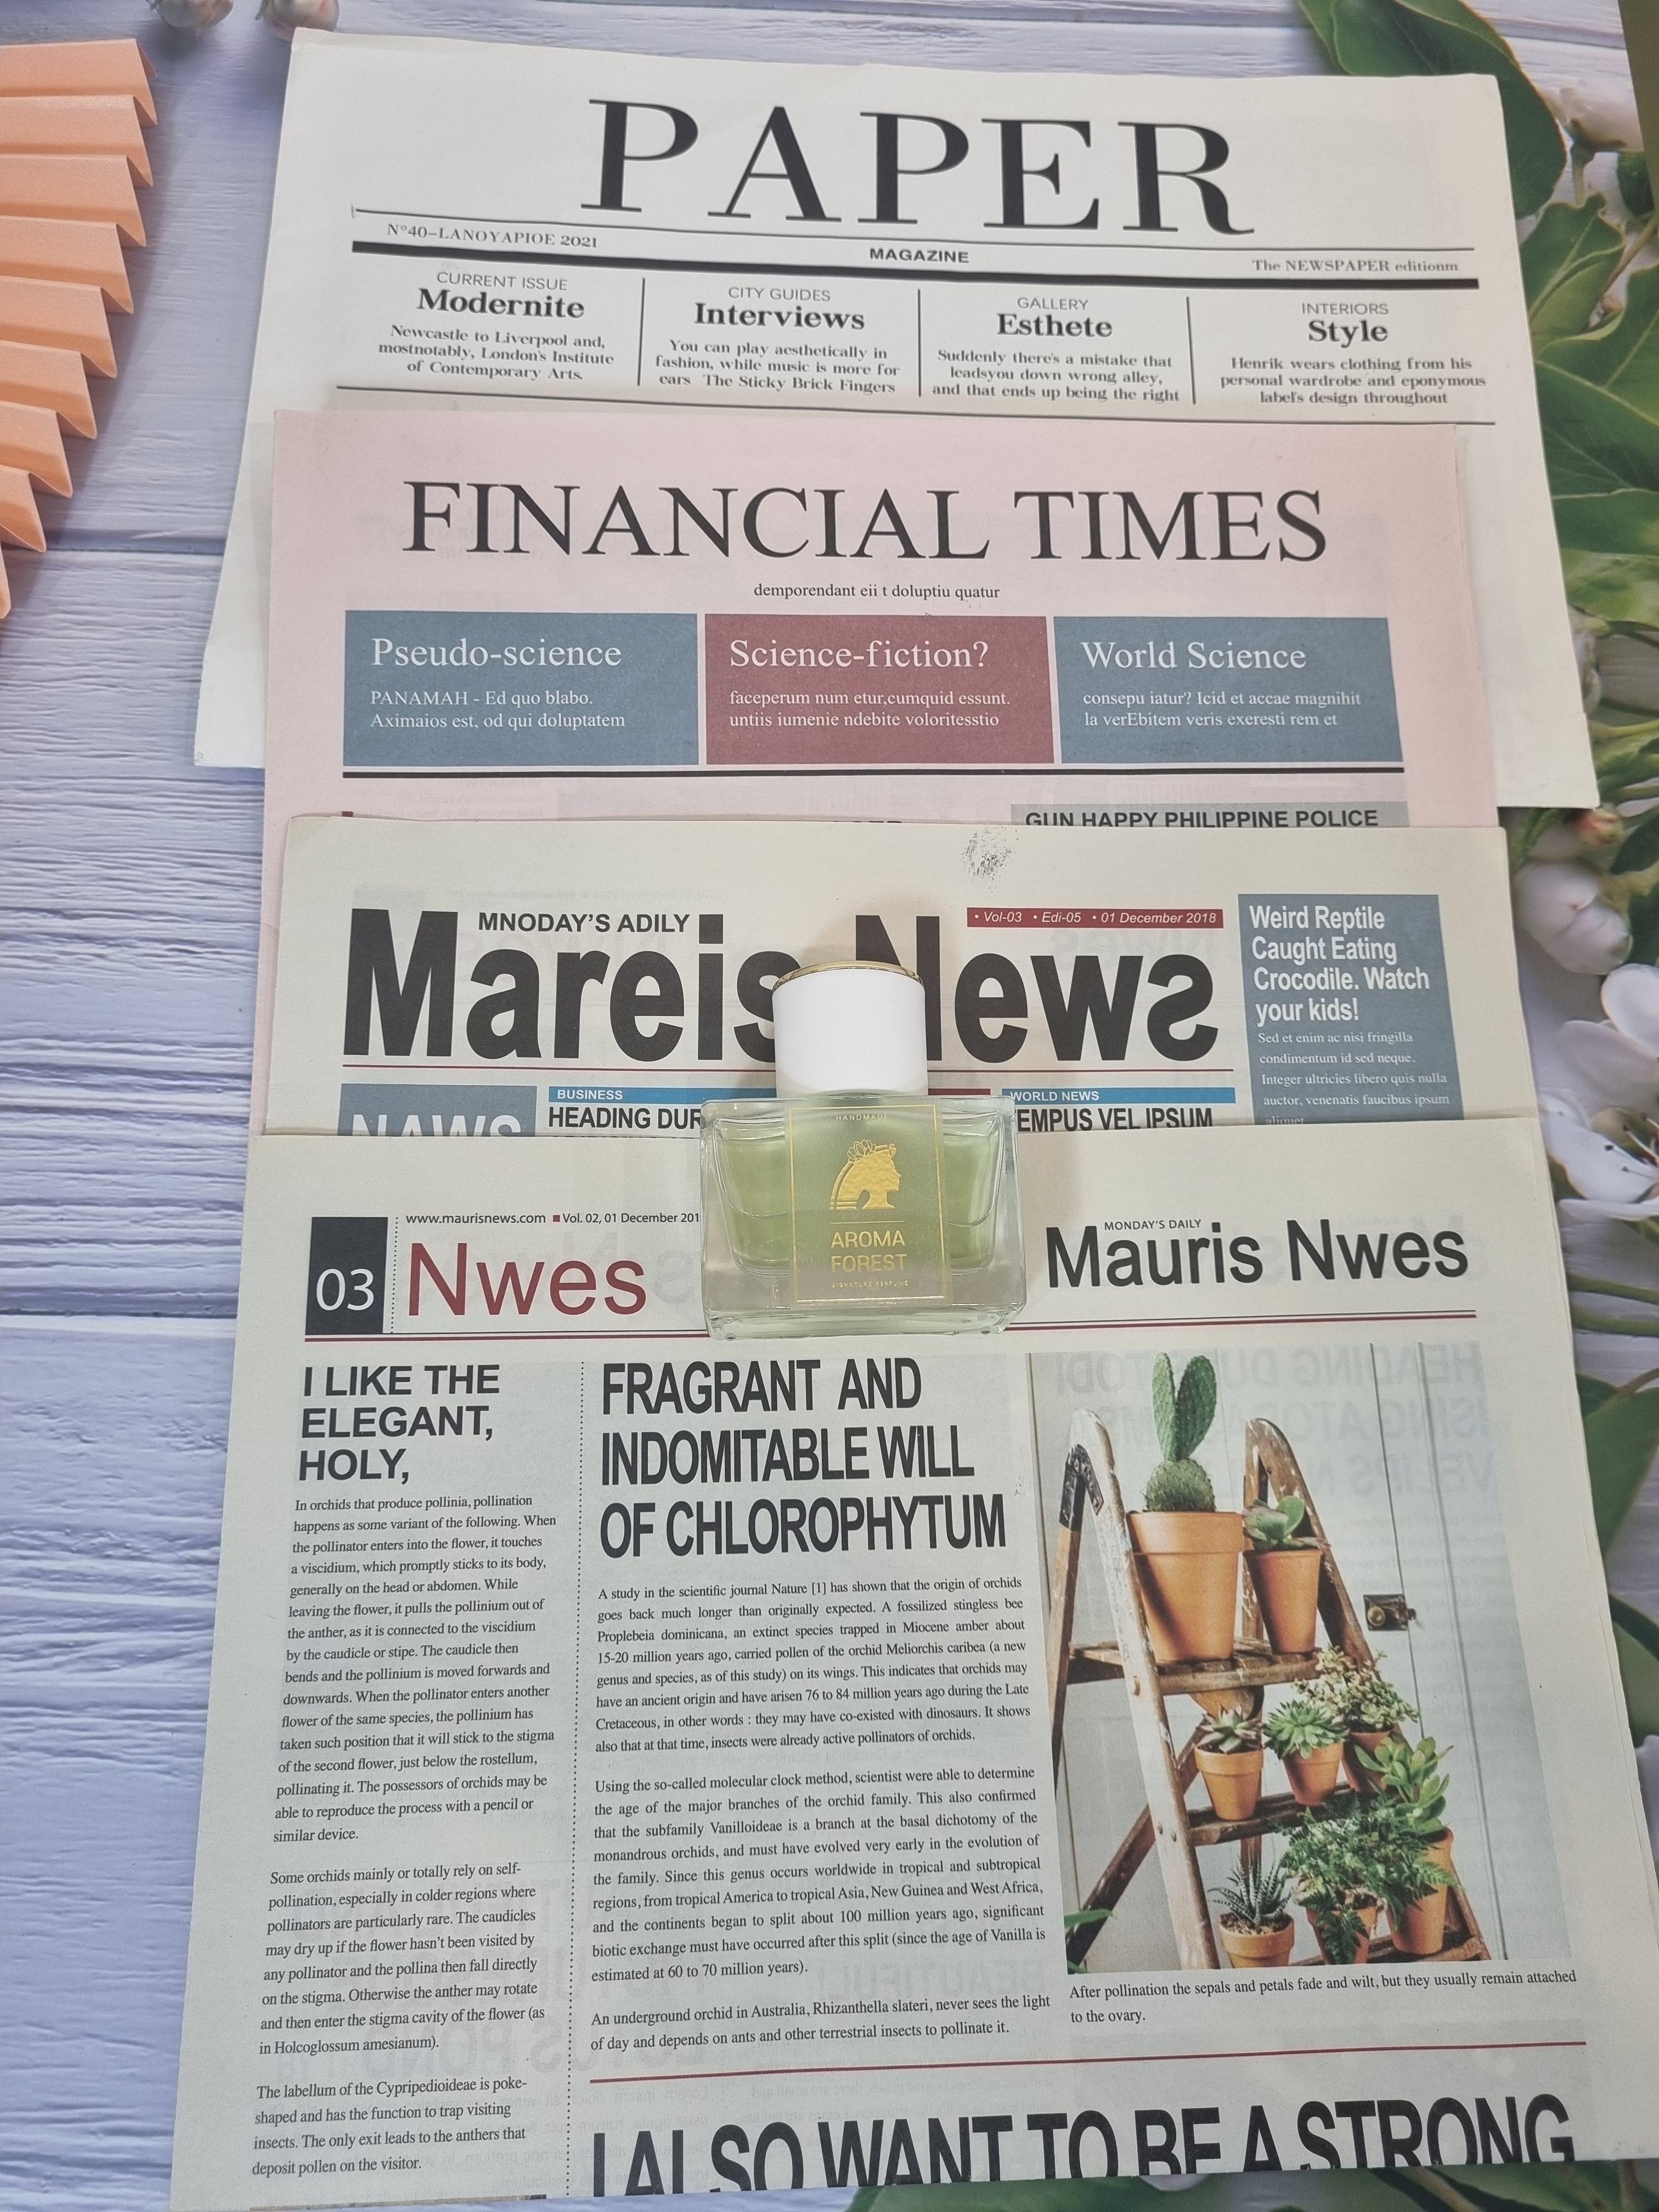 PAPER
N°40–LANOYAPIOE 2021
MAGAZINE
The NEWSPAPER editionm
CURRENT ISSUE
Modernite
Newcastle to Liverpool and,
mostnotably, London's Institute
of Contemporary Arts.
CITY GUIDES
Interviews
You can play aesthetically in
fashion, while music is more for
ears The Sticky Brick Fingers
GALLERY
Esthete
Suddenly there's a mistake that
leadsyou down wrong alley,
and that ends up being the right
INTERIORS
Style
Henrik wears clothing from his
personal wardrobe and eponymous
label's design throughout
FINANCIAL TIMES
demporendant eii t doluptiu quatur
Pseudo-science
PANAMAH - Ed quo blabo.
Aximaios est, od qui doluptatem
Science-fiction?
faceperum num etur,cumquid essunt.
untiis iumenie ndebite voloritesstio
World Science
consepu iatur? Icid et accae magnihit
la verEbitem veris exeresti rem et
GUN HAPPY PHILIPPINE POLICE
MNODAY'S ADILY
• Vol-03 • Edi-05 • 01 December 2018
Mareis News
Weird Reptile
Caught Eating
Crocodile. Watch
your kids!
Sed et enim ac nisi fringilla
condimentum id sed neque.
Integer ultricies libero quis nulla
auctor, venenatis faucibus ipsum
aliquet
NAWS
BUSINESS
HEADING DUR
WORLD NEWS
EMPUS VEL IPSUM
HANDMADE
AROMA
FOREST
SIGNATURE PERFUME
03
www.maurisnews.com ■ Vol. 02, 01 December 201
Nwes
MONDAY'S DAILY
Mauris Nwes
I LIKE THE
ELEGANT,
HOLY,
In orchids that produce pollinia, pollination
happens as some variant of the following. When
the pollinator enters into the flower, it touches
a viscidium, which promptly sticks to its body,
generally on the head or abdomen. While
leaving the flower, it pulls the pollinium out of
the anther, as it is connected to the viscidium
by the caudicle or stipe. The caudicle then
bends and the pollinium is moved forwards and
downwards. When the pollinator enters another
flower of the same species, the pollinium has
taken such position that it will stick to the stigma
of the second flower, just below the rostellum,
pollinating it. The possessors of orchids may be
able to reproduce the process with a pencil or
similar device.
Some orchids mainly or totally rely on self-
pollination, especially in colder regions where
pollinators are particularly rare. The caudicles
may dry up if the flower hasn't been visited by
any pollinator and the pollina then fall directly
on the stigma. Otherwise the anther may rotate
and then enter the stigma cavity of the flower (as
in Holcoglossum amesianum).
The labellum of the Cypripedioideae is poke-
shaped and has the function to trap visiting
insects. The only exit leads to the anthers that
deposit pollen on the visitor.
FRAGRANT AND
INDOMITABLE WILL
OF CHLOROPHYTUM
A study in the scientific journal Nature [1] has shown that the origin of orchids
goes back much longer than originally expected. A fossilized stingless bee
Proplebeia dominicana, an extinct species trapped in Miocene amber about
15-20 million years ago, carried pollen of the orchid Meliorchis caribea (a new
genus and species, as of this study) on its wings. This indicates that orchids may
have an ancient origin and have arisen 76 to 84 million years ago during the Late
Cretaceous, in other words : they may have co-existed with dinosaurs. It shows
also that at that time, insects were already active pollinators of orchids.
Using the so-called molecular clock method, scientist were able to determine
the age of the major branches of the orchid family. This also confirmed
that the subfamily Vanilloideae is a branch at the basal dichotomy of the
monandrous orchids, and must have evolved very early in the evolution of
the family. Since this genus occurs worldwide in tropical and subtropical
regions, from tropical America to tropical Asia, New Guinea and West Africa,
and the continents began to split about 100 million years ago, significant
biotic exchange must have occurred after this split (since the age of Vanilla is
estimated at 60 to 70 million years).
An underground orchid in Australia, Rhizanthella slateri, never sees the light
of day and depends on ants and other terrestrial insects to pollinate it.
After pollination the sepals and petals fade and wilt, but they usually remain attached
to the ovary.
I ALSO WANT TO BE A STRONG